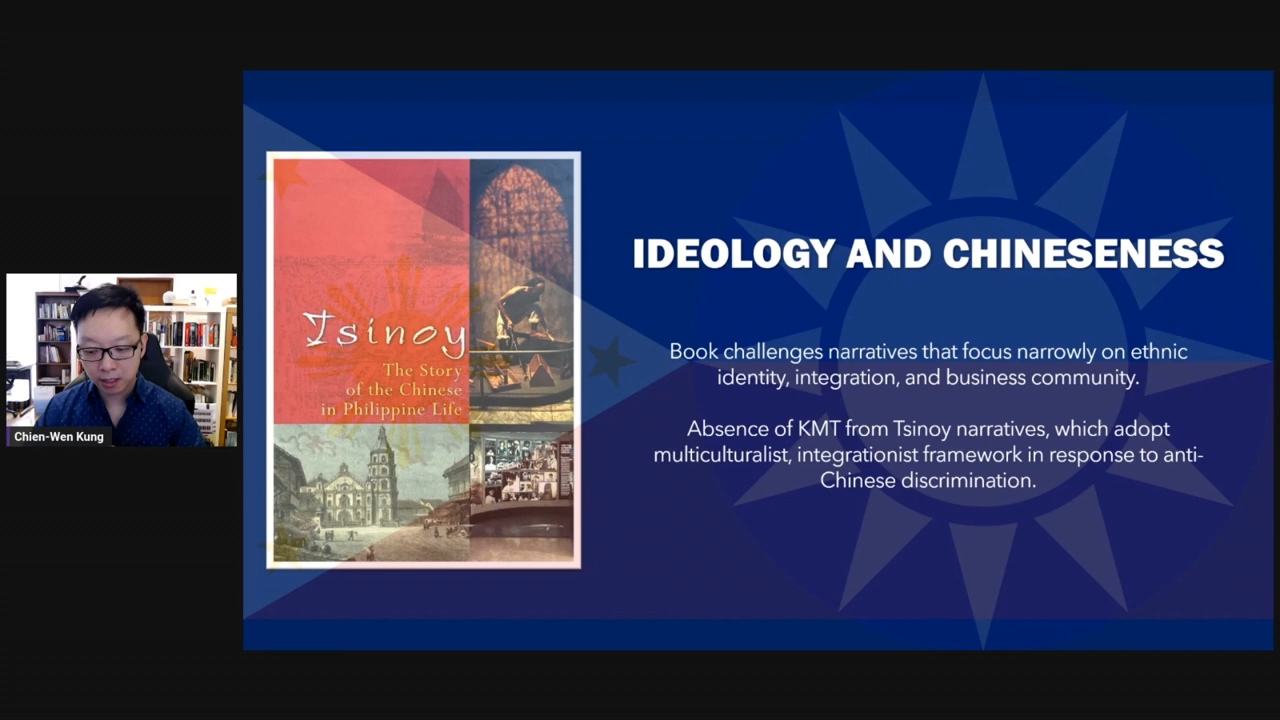 IDEOLOGY AND CHINESENESS
Tsinoy
The Story
of the Chinese
in Philippine Life
Book challenges narratives that focus narrowly on ethnic
identity, integration, and business community.
Absence of KMT from Tsinoy narratives, which adopt
multiculturalist, integrationist framework in response to anti-
Chinese discrimination.
Chien-Wen Kung